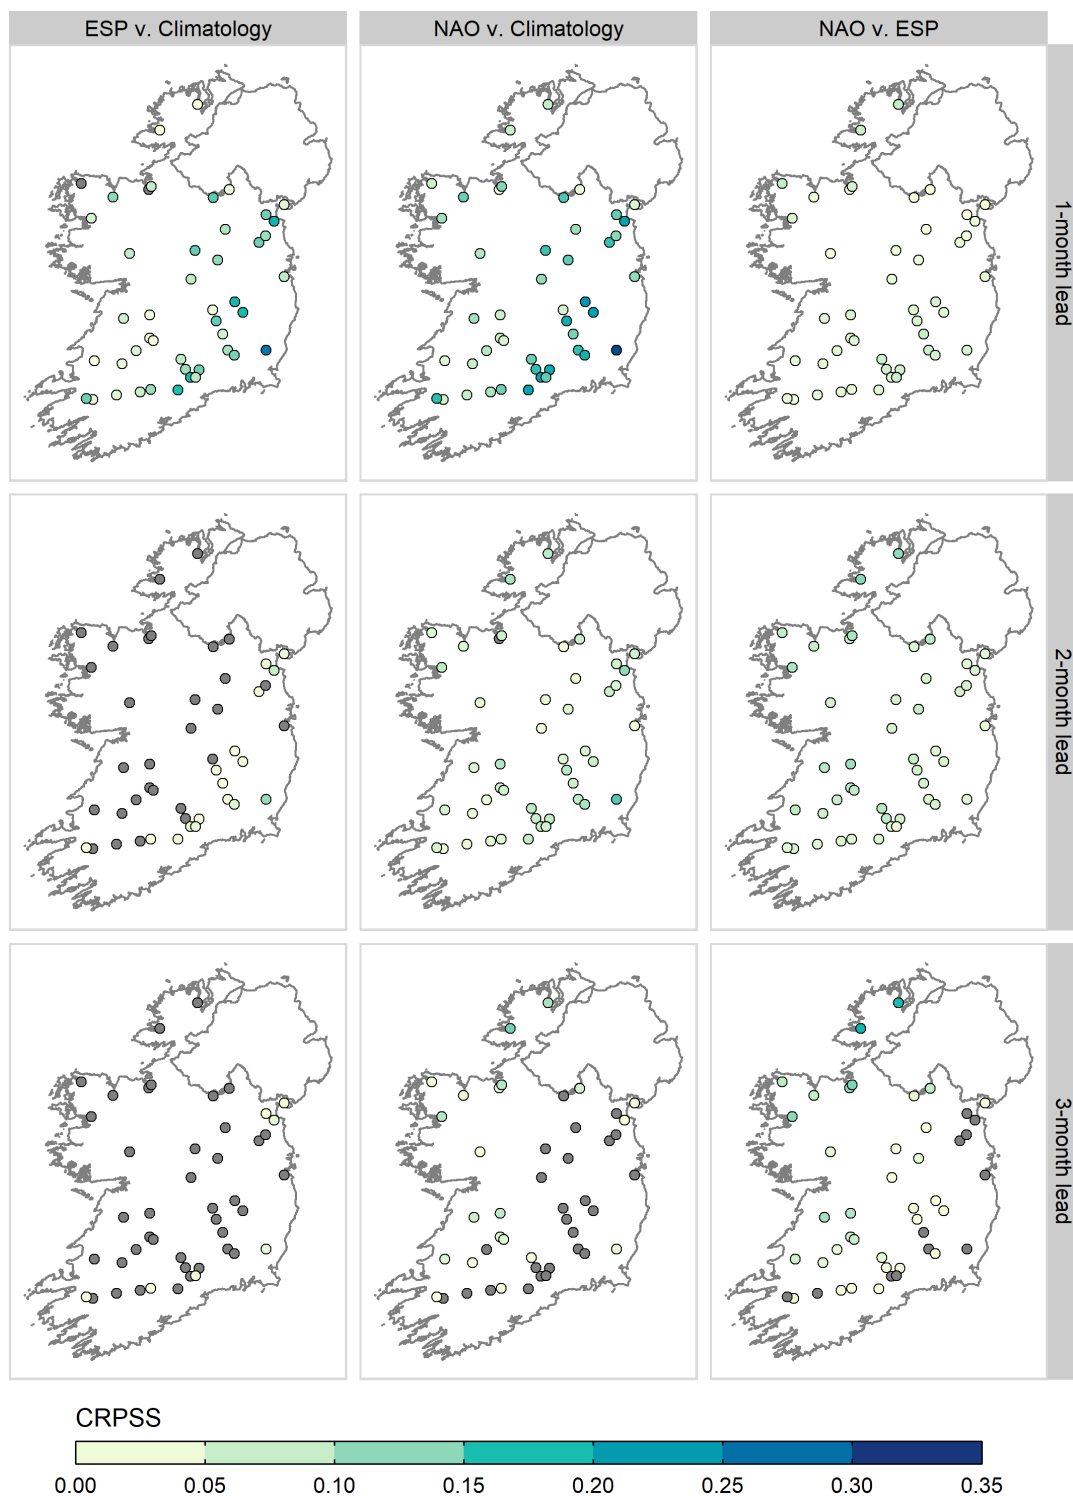 ESP v. Climatology
NAO v. Climatology
NAO v. ESP
1-month lead
2-month lead
3-month lead
CRPSS
0.00 0.05 0.10 0.15 0.20 0.25 0.30 0.35